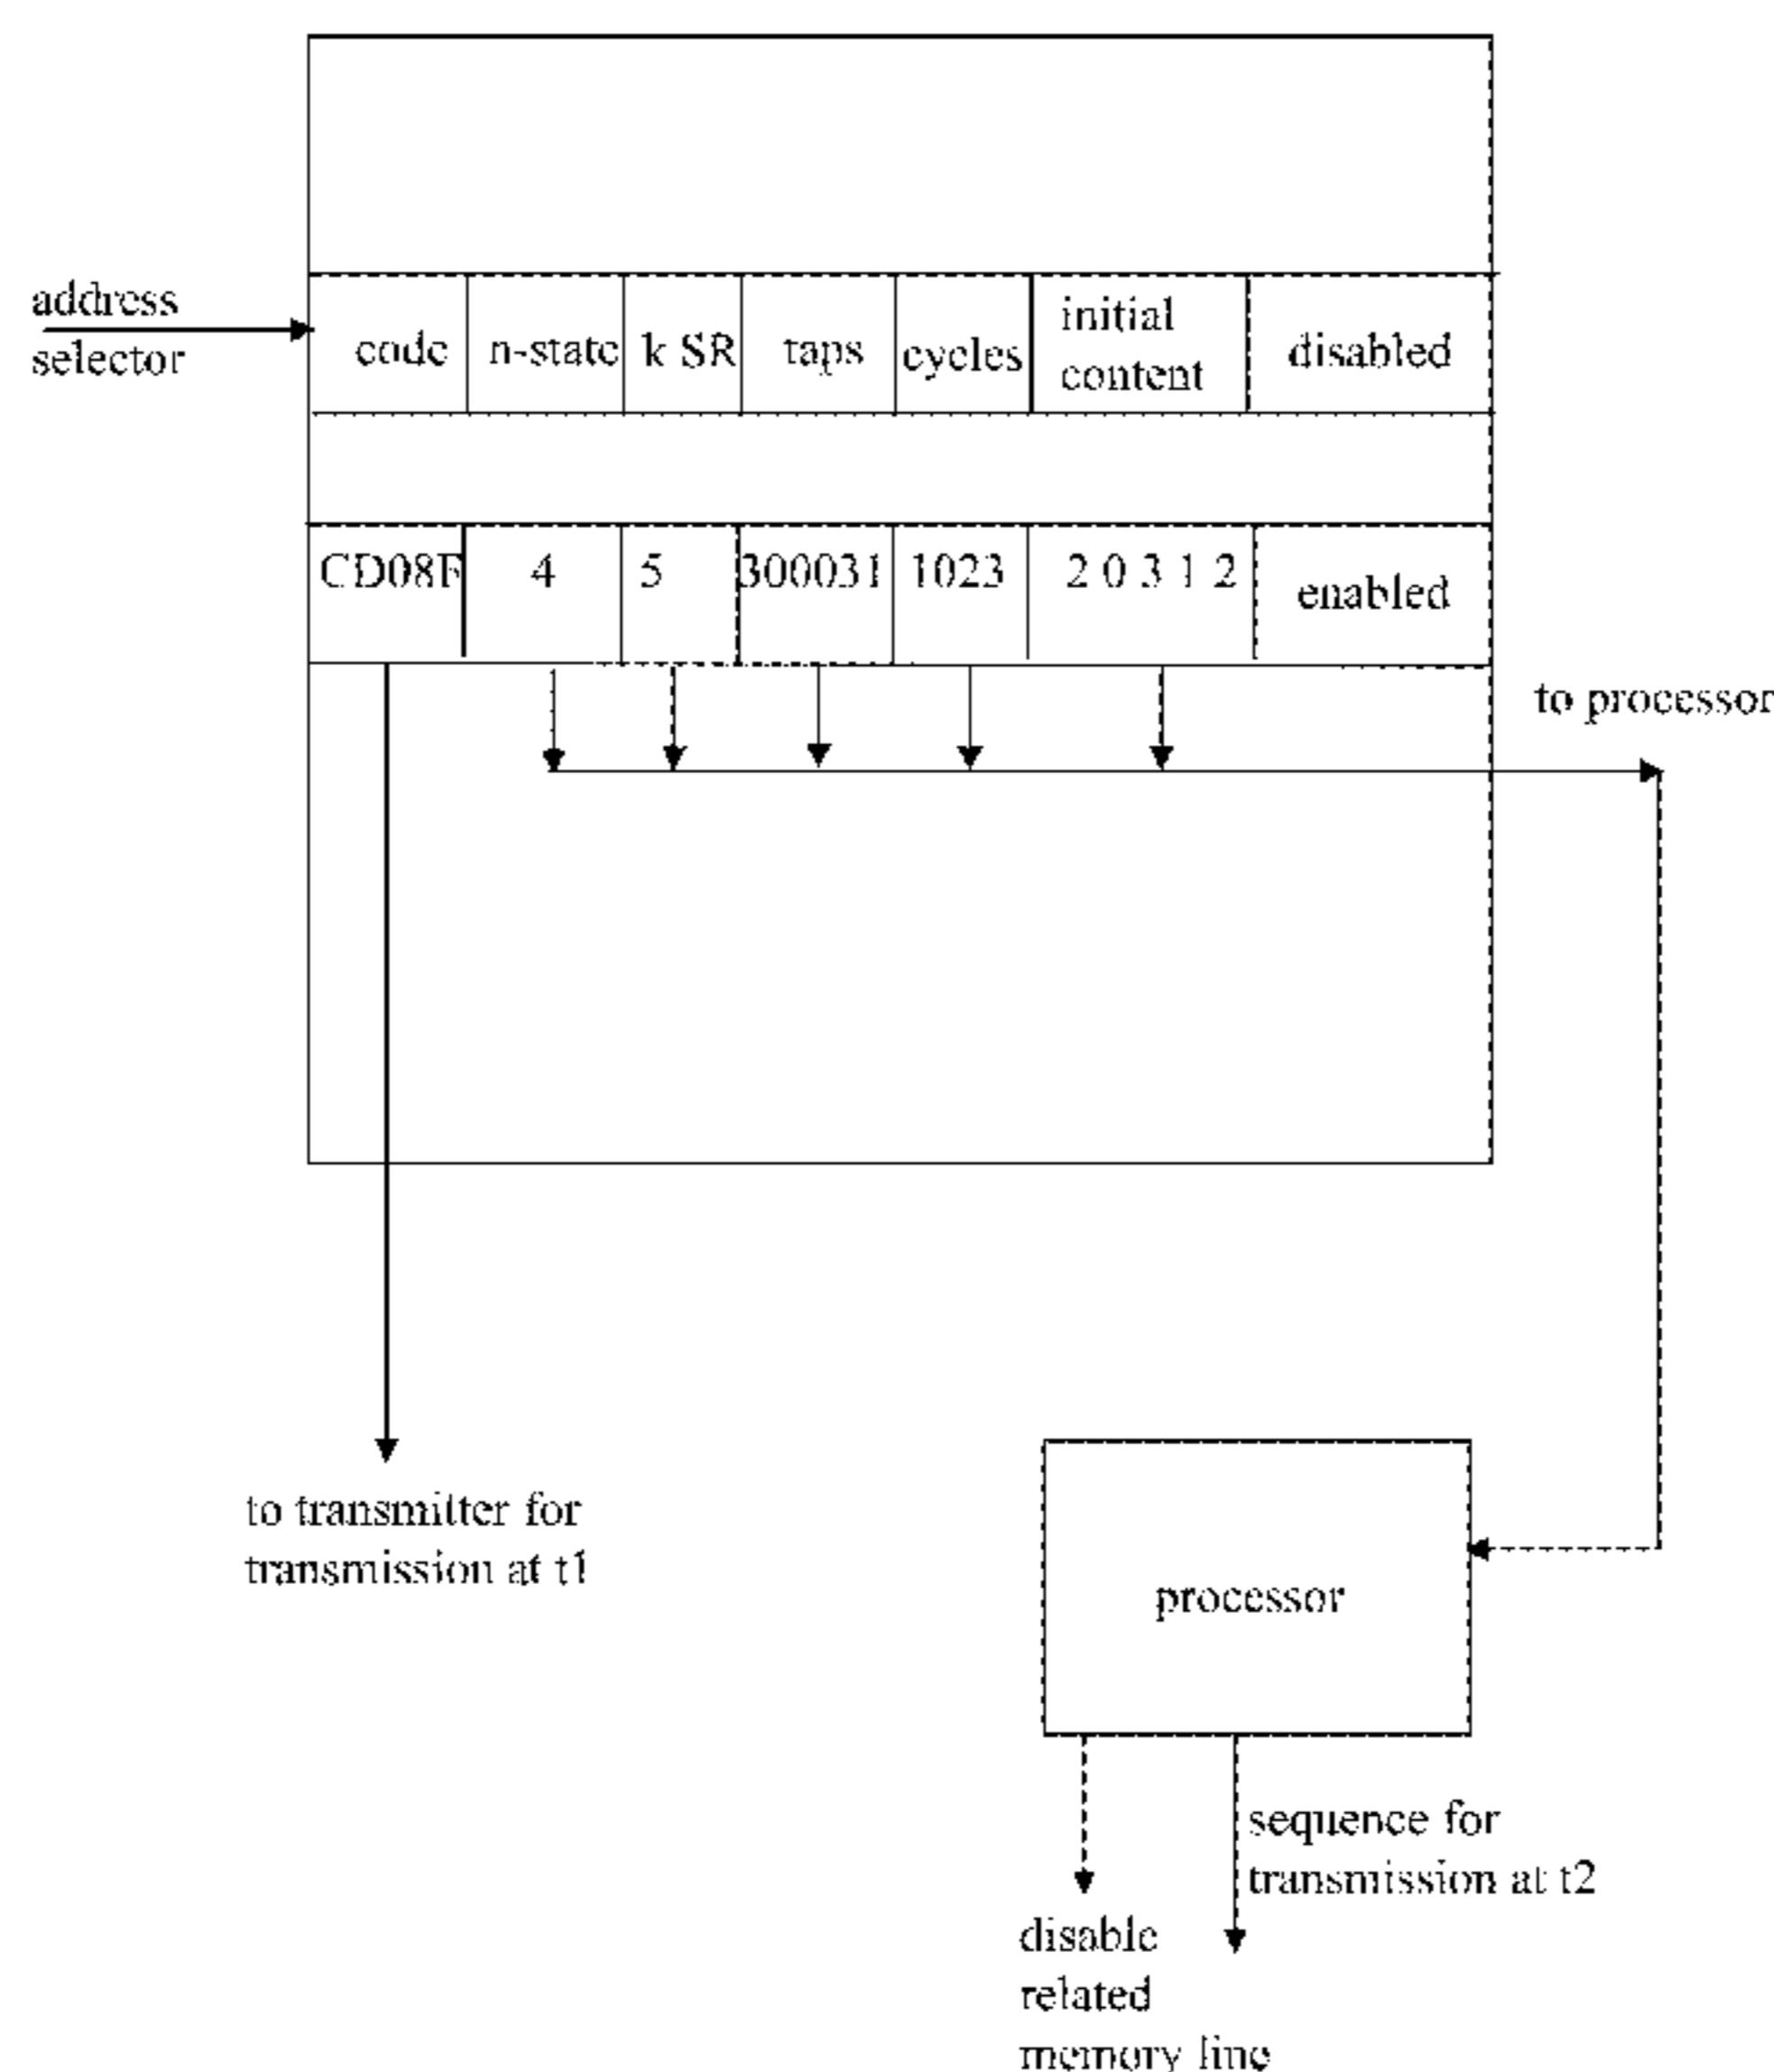 address
selector
code n-state k SR taps cycles initial content disabled
CD08F 4 5 300031 1023 2 0 3 1 2 enabled
to processor
to transmitter for
transmission at t1
processor
sequence for
transmission at t2
disable
related
memory line